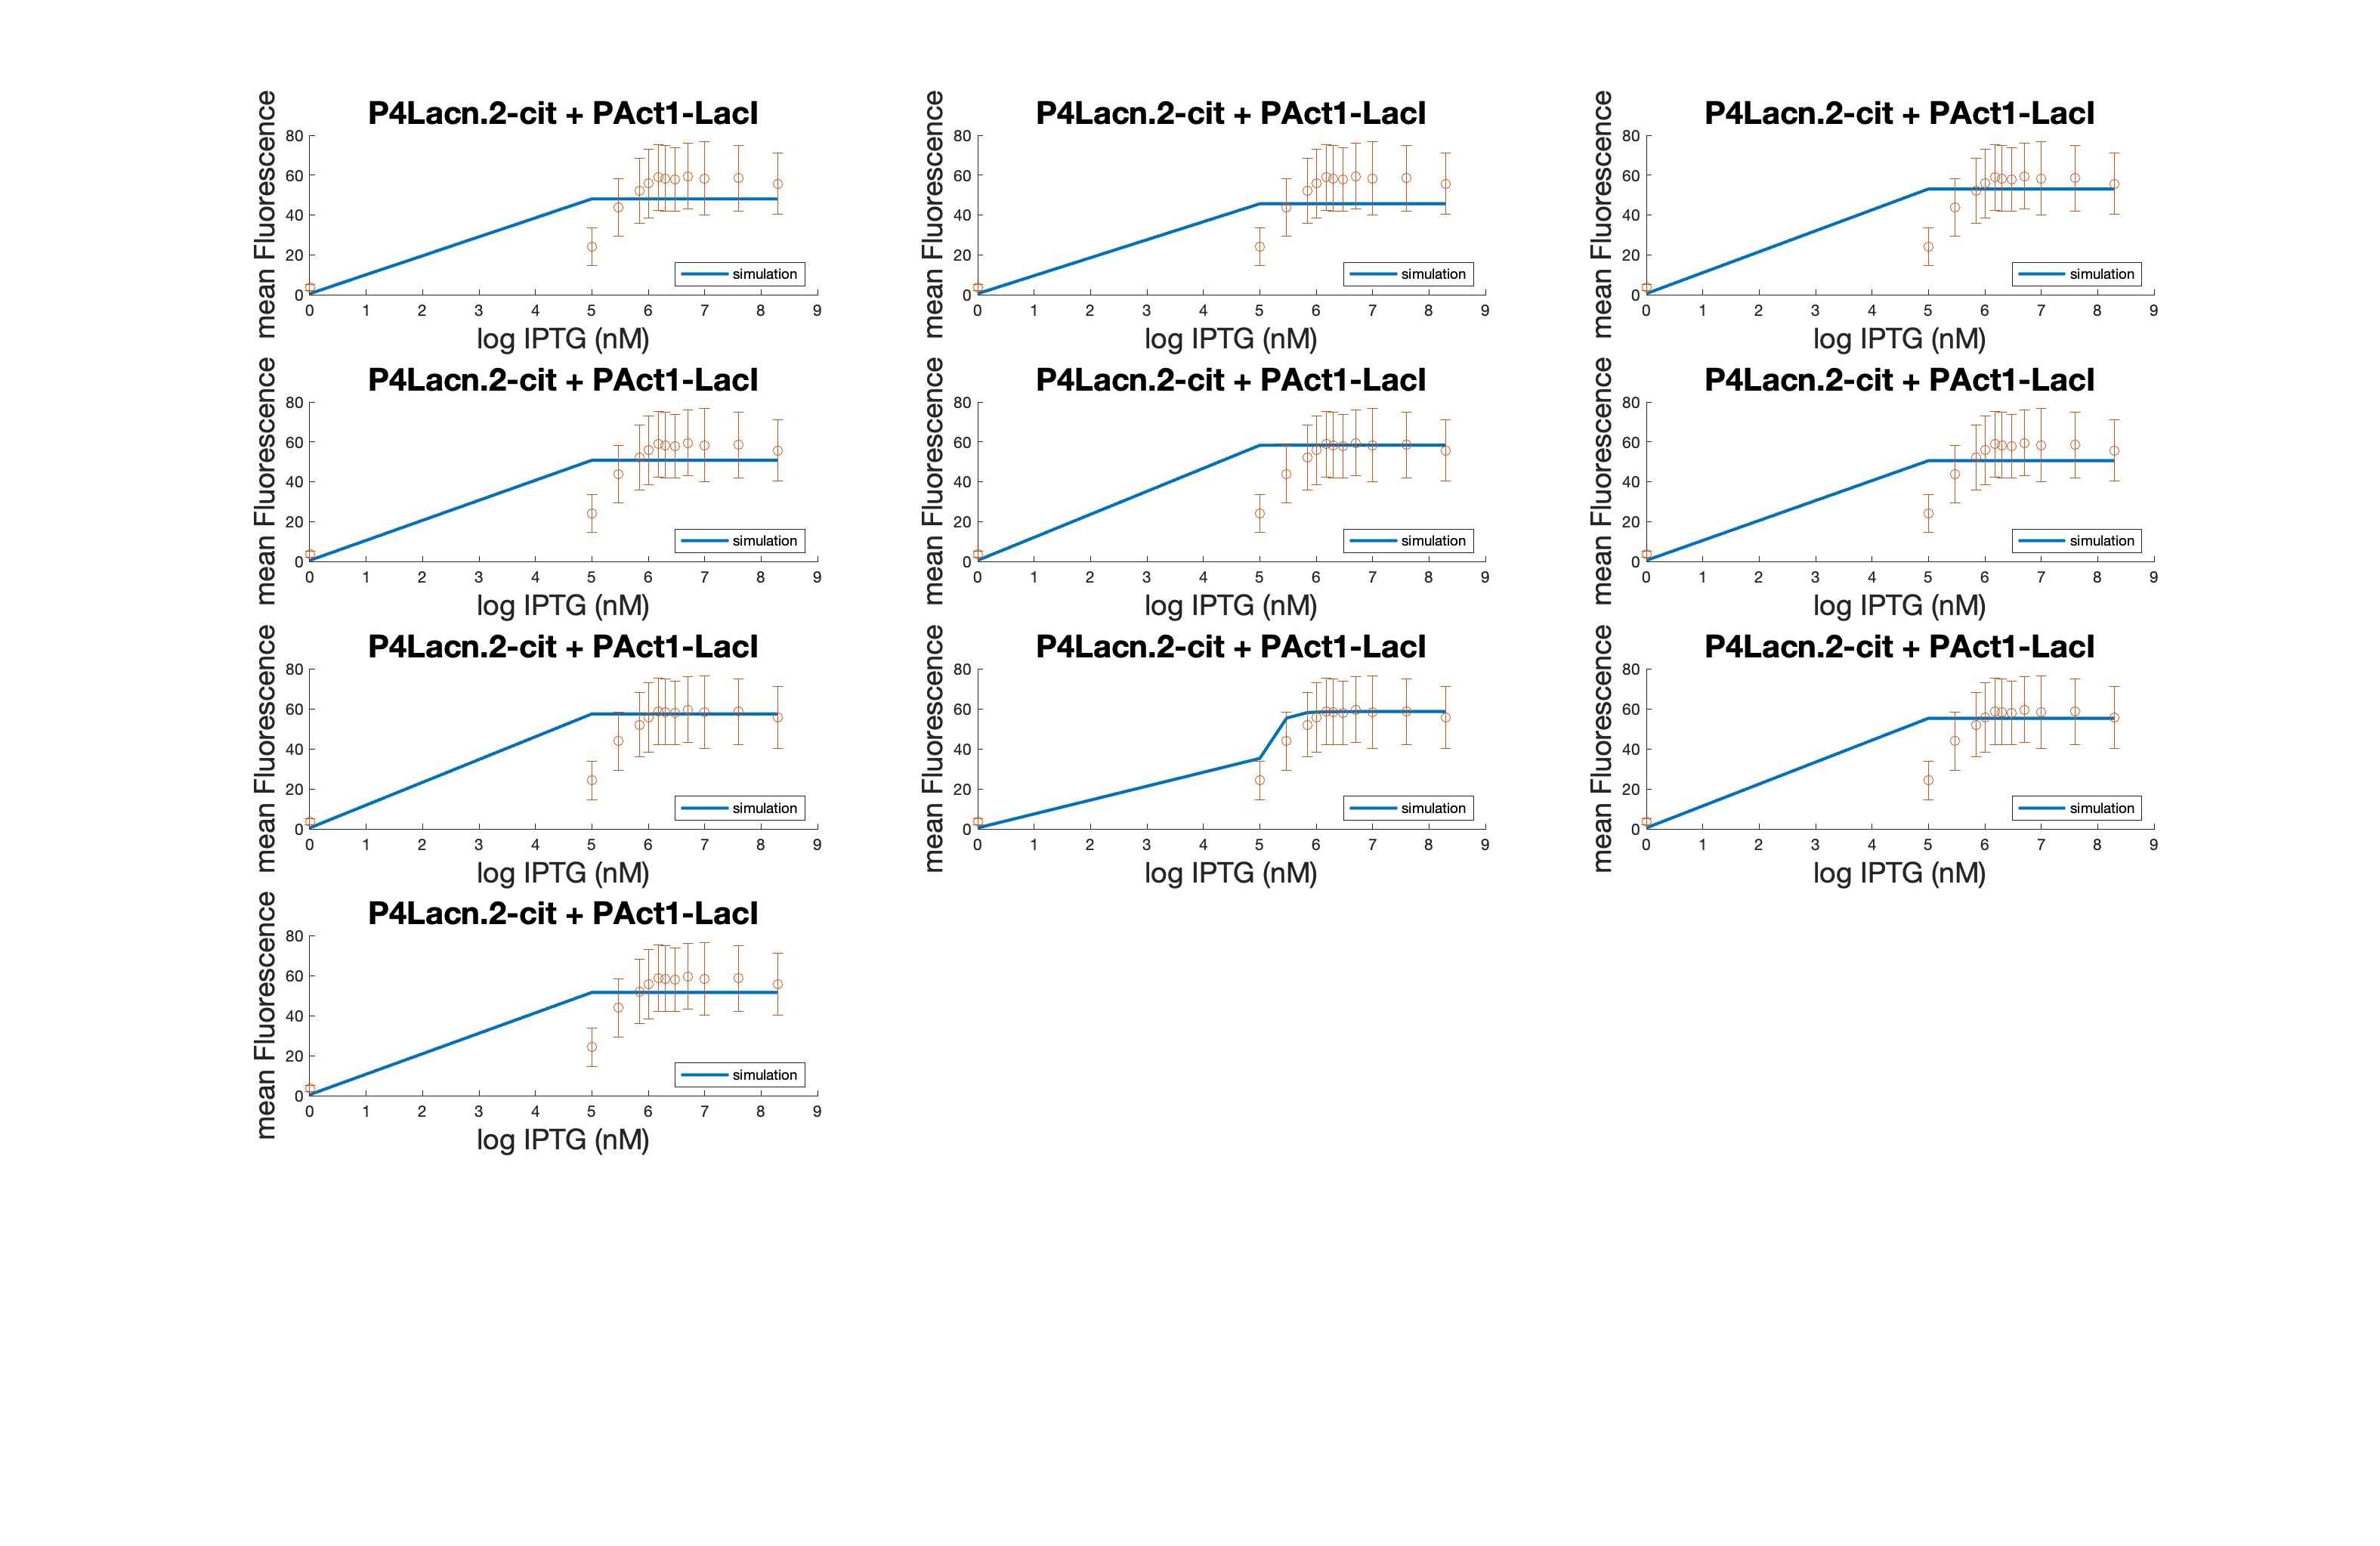 P4Lacn.2-cit + PAct1-LacI
mean Fluorescence
80
60
40
20
0
simulation
0 1 2 3 4 5 6 7 8 9
log IPTG (nM)
P4Lacn.2-cit + PAct1-LacI
mean Fluorescence
80
60
40
20
0
simulation
0 1 2 3 4 5 6 7 8 9
log IPTG (nM)
P4Lacn.2-cit + PAct1-LacI
mean Fluorescence
80
60
40
20
0
simulation
0 1 2 3 4 5 6 7 8 9
log IPTG (nM)
P4Lacn.2-cit + PAct1-LacI
mean Fluorescence
80
60
40
20
0
simulation
0 1 2 3 4 5 6 7 8 9
log IPTG (nM)
P4Lacn.2-cit + PAct1-LacI
mean Fluorescence
80
60
40
20
0
simulation
0 1 2 3 4 5 6 7 8 9
log IPTG (nM)
P4Lacn.2-cit + PAct1-LacI
mean Fluorescence
80
60
40
20
0
simulation
0 1 2 3 4 5 6 7 8 9
log IPTG (nM)
P4Lacn.2-cit + PAct1-LacI
mean Fluorescence
80
60
40
20
0
simulation
0 1 2 3 4 5 6 7 8 9
log IPTG (nM)
P4Lacn.2-cit + PAct1-LacI
mean Fluorescence
80
60
40
20
0
simulation
0 1 2 3 4 5 6 7 8 9
log IPTG (nM)
P4Lacn.2-cit + PAct1-LacI
mean Fluorescence
80
60
40
20
0
simulation
0 1 2 3 4 5 6 7 8 9
log IPTG (nM)
P4Lacn.2-cit + PAct1-LacI
mean Fluorescence
80
60
40
20
0
simulation
0 1 2 3 4 5 6 7 8 9
log IPTG (nM)